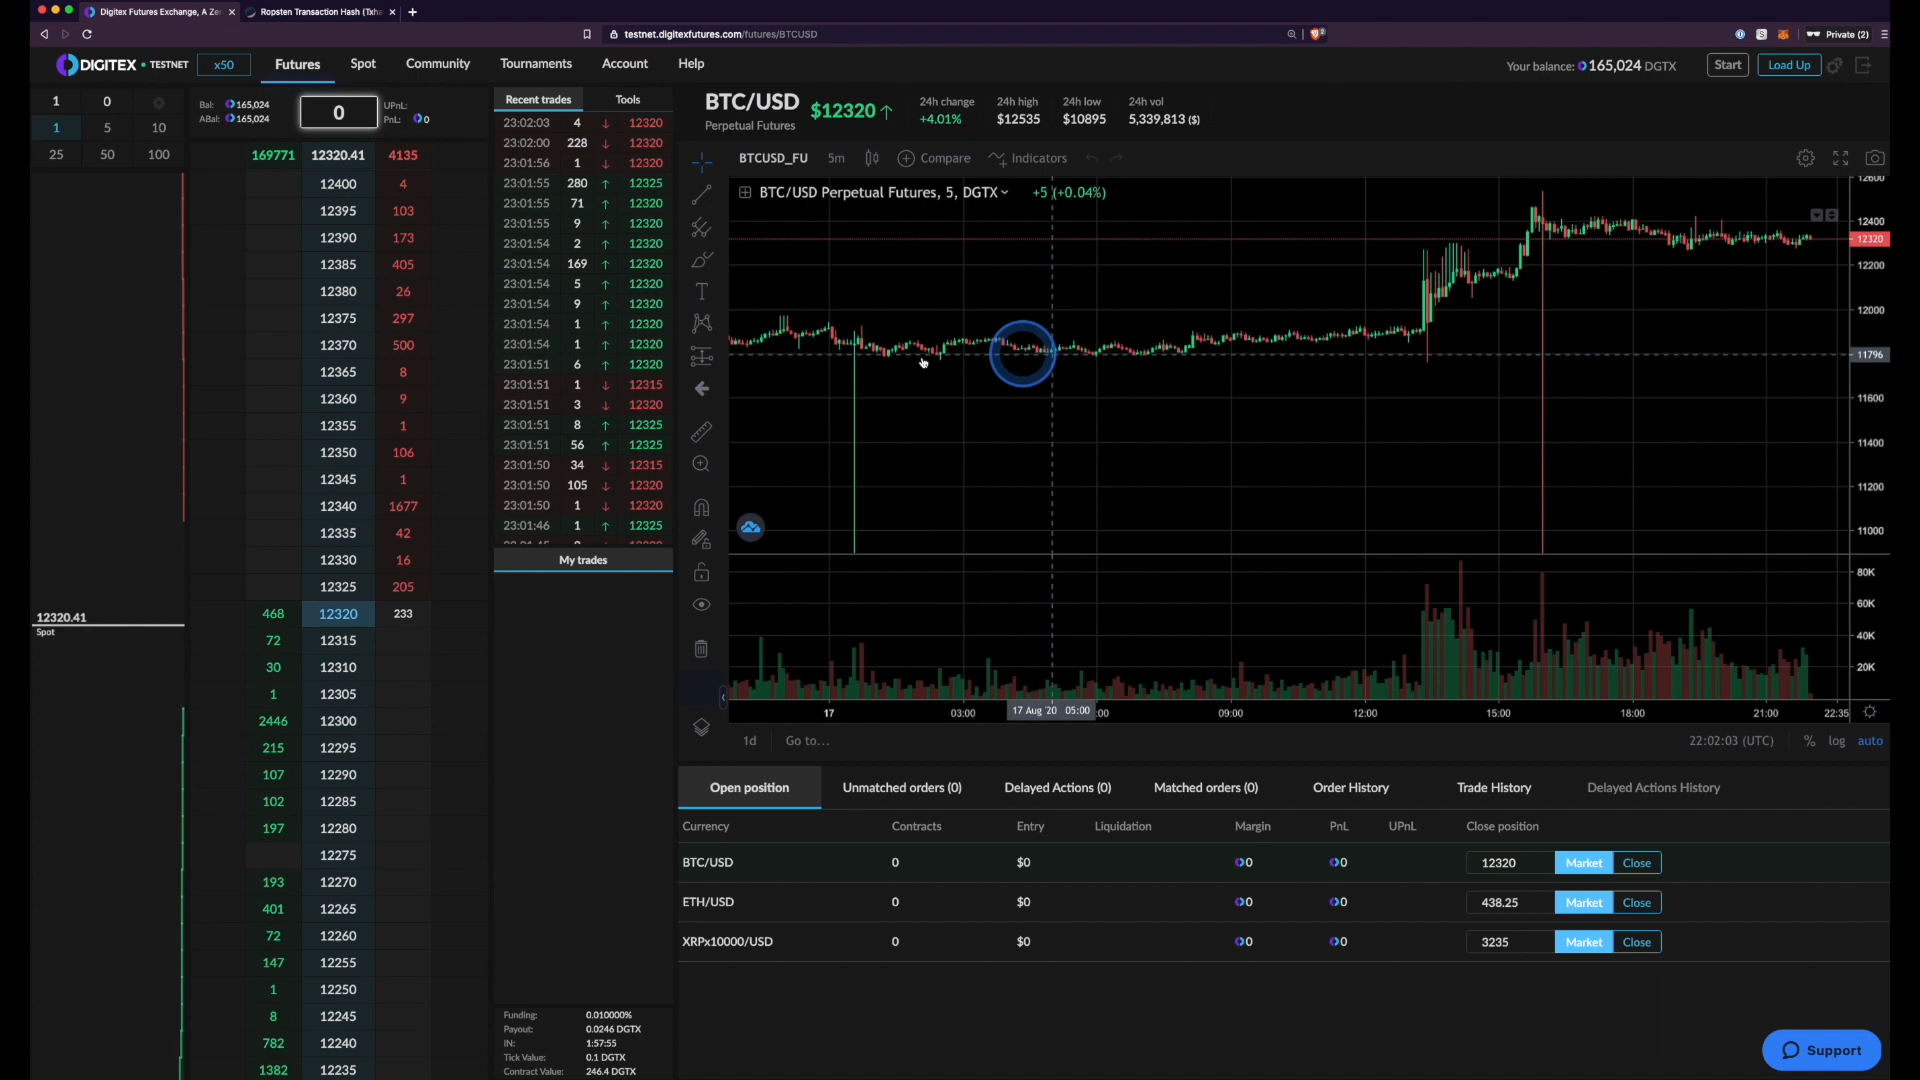 Digitex Futures Exchange, A Ze
Ropsten Transaction Hash (Txha
testnet.digitexfutures.com/futures/BTCUSD
Private (2)
DIGITEX • TESTNET
x50
Futures
Spot
Community
Tournaments
Account
Help
Your balance: 165,024 DGTX
Start
Load Up
1 0
1 5 10
25 50 100
Bal: 165,024
ABal: 165,024
0
UPnL:
PnL: 0
169771 12320.41 4135
12400 4
12395 103
12390 173
12385 405
12380 26
12375 297
12370 500
12365 8
12360 9
12355 1
12350 106
12345 1
12340 1677
12335 42
12330 16
12325 205
468 12320 233
72 12315
30 12310
1 12305
2446 12300
215 12295
107 12290
102 12285
197 12280
12275
193 12270
401 12265
72 12260
147 12255
1 12250
8 12245
782 12240
1382 12235
12320.41
Spot
Recent trades
Tools
23:02:03 4 ↓ 12320
23:02:00 228 ↓ 12320
23:01:56 1 ↓ 12320
23:01:55 280 ↑ 12325
23:01:55 71 ↑ 12320
23:01:55 9 ↑ 12320
23:01:54 2 ↑ 12320
23:01:54 169 ↑ 12320
23:01:54 5 ↑ 12320
23:01:54 9 ↑ 12320
23:01:54 1 ↑ 12320
23:01:54 1 ↑ 12320
23:01:51 6 ↑ 12320
23:01:51 1 ↓ 12315
23:01:51 3 ↓ 12320
23:01:51 8 ↑ 12325
23:01:51 56 ↑ 12325
23:01:50 34 ↓ 12315
23:01:50 105 ↓ 12320
23:01:50 1 ↓ 12320
23:01:46 1 ↑ 12325
My trades
Funding: 0.010000%
Payout: 0.0246 DGTX
IN: 1:57:55
Tick Value: 0.1 DGTX
Contract Value: 246.4 DGTX
BTC/USD
Perpetual Futures
$12320 ↑
24h change
+4.01%
24h high
$12535
24h low
$10895
24h vol
5,339,813 ($)
BTCUSD_FU
5m
Compare
Indicators
BTC/USD Perpetual Futures, 5, DGTX
+5 (+0.04%)
12600
12400
12320
12200
12000
11796
11600
11400
11200
11000
80K
60K
40K
20K
17
03:00
17 Aug '20 05:00
:00
09:00
12:00
15:00
18:00
21:00
22:35
1d
Go to...
22:02:03 (UTC)
%
log
auto
Open position
Unmatched orders (0)
Delayed Actions (0)
Matched orders (0)
Order History
Trade History
Delayed Actions History
Currency Contracts Entry Liquidation Margin PnL UPnL Close position
BTC/USD 0 $0 0 0 12320 Market Close
ETH/USD 0 $0 0 0 438.25 Market Close
XRPx10000/USD 0 $0 0 0 3235 Market Close
Support